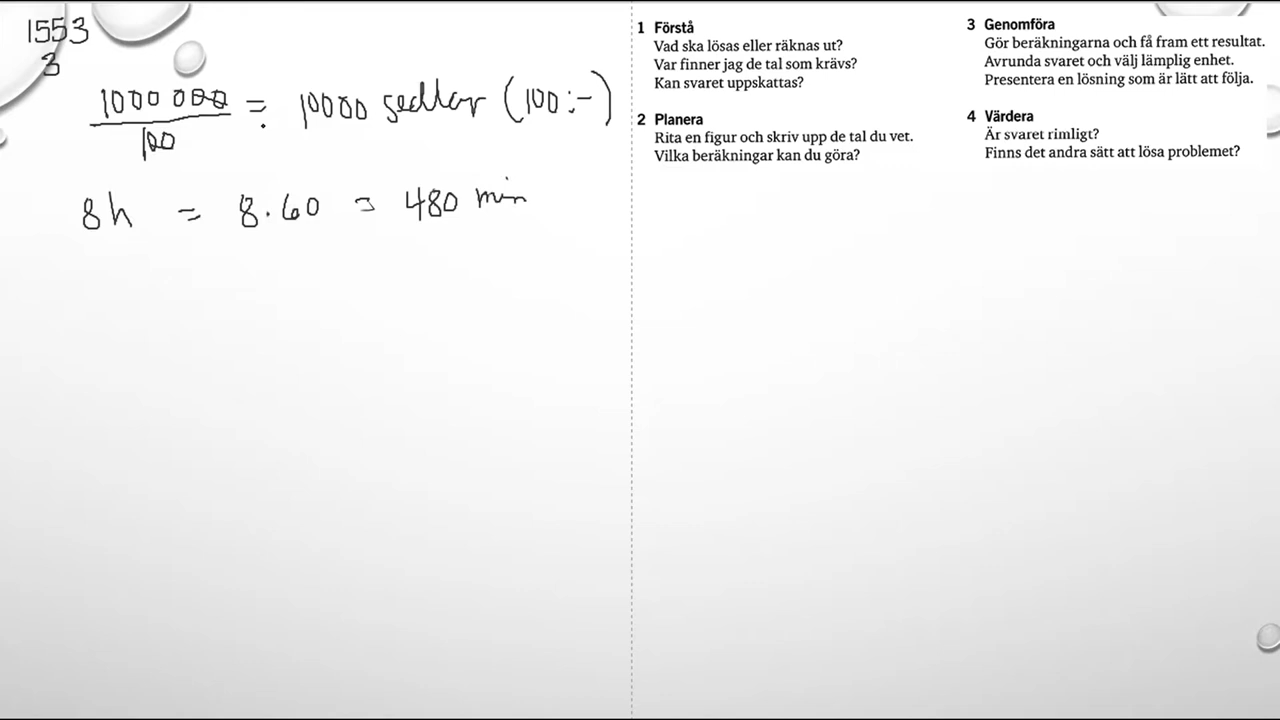 1553
3
1000 000 / 100 = 10000 sedlar (100:-)
8h = 8.60 = 480 min
1 Förstå
Vad ska lösas eller räknas ut?
Var finner jag de tal som krävs?
Kan svaret uppskattas?
2 Planera
Rita en figur och skriv upp de tal du vet.
Vilka beräkningar kan du göra?
3 Genomföra
Gör beräkningarna och få fram ett resultat.
Avrunda svaret och välj lämplig enhet.
Presentera en lösning som är lätt att följa.
4 Värdera
Är svaret rimligt?
Finns det andra sätt att lösa problemet?